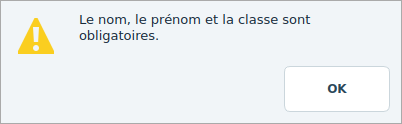 Le nom, le prénom et la classe sont
obligatoires.
OK